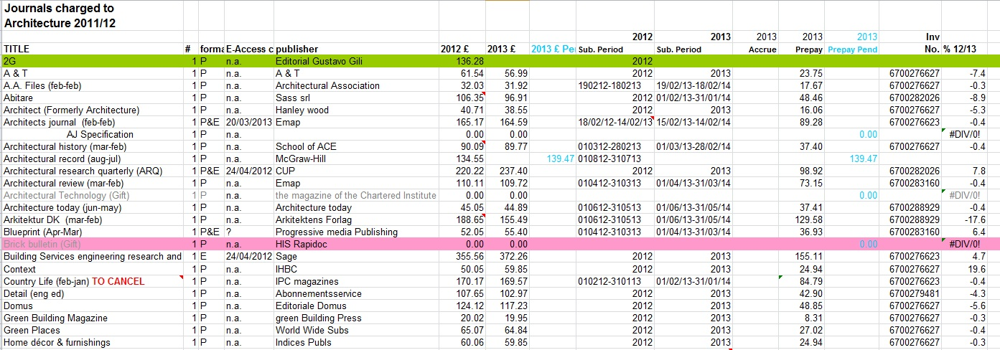 Journals charged to
Architecture 2011/12
2012 2013 2013 2013 2013 Inv
TITLE # forma E-Access c publisher 2012 £ 2013 £ 2013 £ Pe Sub. Period Sub. Period Accrue Prepay Prepay Pend No. % 12/13
2G 1 P n.a. Editorial Gustavo Gili 136.28 2012
A & T 1 P n.a. A & T 61.54 56.99 2012 2013 23.75 6700276627 -7.4
A.A. Files (feb-feb) 1 P n.a. Architectural Association 32.03 31.92 190212-180213 19/02/13-18/02/14 17.67 6700276627 -0.3
Abitare 1 P n.a. Sass srl 106.35 96.91 2012 01/02/13-31/01/14 48.46 6700282026 -8.9
Architect (Formerly Architecture) 1 P n.a. Hanley wood 40.71 38.55 2012 2013 16.06 6700276627 -5.3
Architects journal (feb-feb) 1 P&E 20/03/2013 Emap 165.17 164.59 18/02/12-14/02/13 15/02/13-14/02/14 89.28 6700276623 -0.4
AJ Specification 1 P n.a. 0.00 0.00 0.00 #DIV/0!
Architectural history (mar-feb) 1 P n.a. School of ACE 90.09 89.77 010312-280213 01/03/13-28/02/14 37.40 6700276627 -0.4
Architectural record (aug-jul) 1 P n.a. McGraw-Hill 134.55 139.47 010812-310713 139.47
Architectural research quarterly (ARQ) 1 P&E 24/04/2012 CUP 220.22 237.40 2012 2013 98.92 6700282026 7.8
Architectural review (mar-feb) 1 P n.a. Emap 110.11 109.72 010412-310313 01/04/13-31/03/14 73.15 6700283160 -0.4
Architectural Technology (Gift) 1 P n.a. the magazine of the Chartered Institute 0.00 0.00 0.00 #DIV/0!
Architecture today (jun-may) 1 P n.a. Architecture today 45.05 44.89 010612-310513 01/06/13-31/05/14 37.41 6700288929 -0.4
Arkitektur DK (mar-feb) 1 P n.a. Arkitektens Forlag 188.65 155.49 010612-310513 01/06/13-31/05/14 129.58 6700288929 -17.6
Blueprint (Apr-Mar) 1 P&E ? Progressive media Publishing 52.05 55.40 010412-310313 01/04/13-31/03/14 36.93 6700283160 6.4
Brick bulletin (Gift) 1 P n.a. HIS Rapidoc 0.00 0.00 0.00 #DIV/0!
Building Services engineering research and 1 E 24/04/2012 Sage 355.56 372.26 2012 2013 155.11 6700276623 4.7
Context 1 P n.a. IHBC 50.05 59.85 2012 2013 24.94 6700276627 19.6
Country Life (feb-jan) TO CANCEL 1 P n.a. IPC magazines 170.17 169.57 010212-310113 01/02/13-31/01/14 84.79 6700276623 -0.4
Detail (eng ed) 1 P n.a. Abonnementsservice 107.65 102.97 2012 2013 42.90 6700279481 -4.3
Domus 1 P n.a. Editoriale Domus 124.12 117.23 2012 2013 48.85 6700276627 -5.6
Green Building Magazine 1 P n.a. green Building Press 20.02 19.95 2012 2013 8.31 6700276627 -0.3
Green Places 1 P n.a. World Wide Subs 65.07 64.84 2012 2013 27.02 6700276627 -0.4
Home décor & furnishings 1 P n.a. Indices Publs 60.06 59.85 2012 2013 24.94 6700276627 -0.3